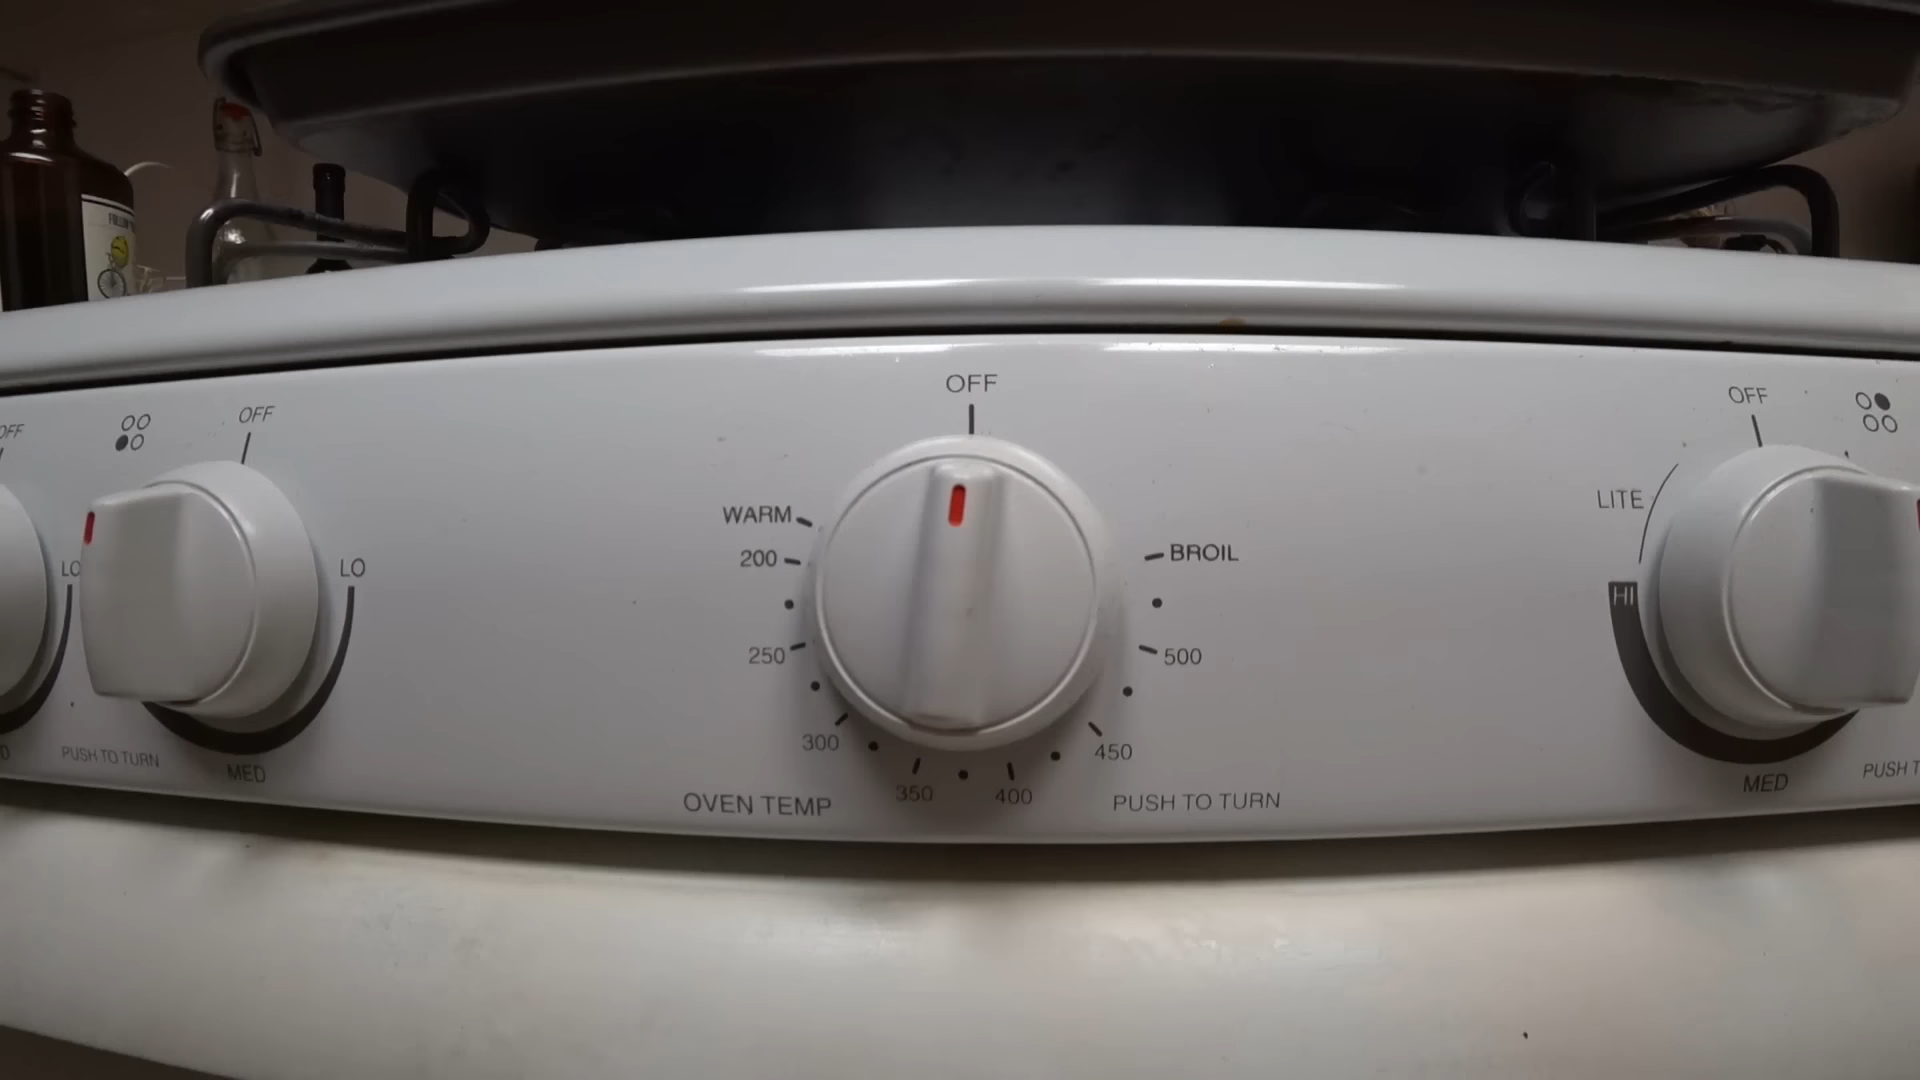 OFF
OFF
OFF
OFF
WARM
LITE
200
BROIL
LO
LO
HI
250
500
300
450
PUSH TO TURN
MED
350
400
MED
OVEN TEMP
PUSH TO TURN